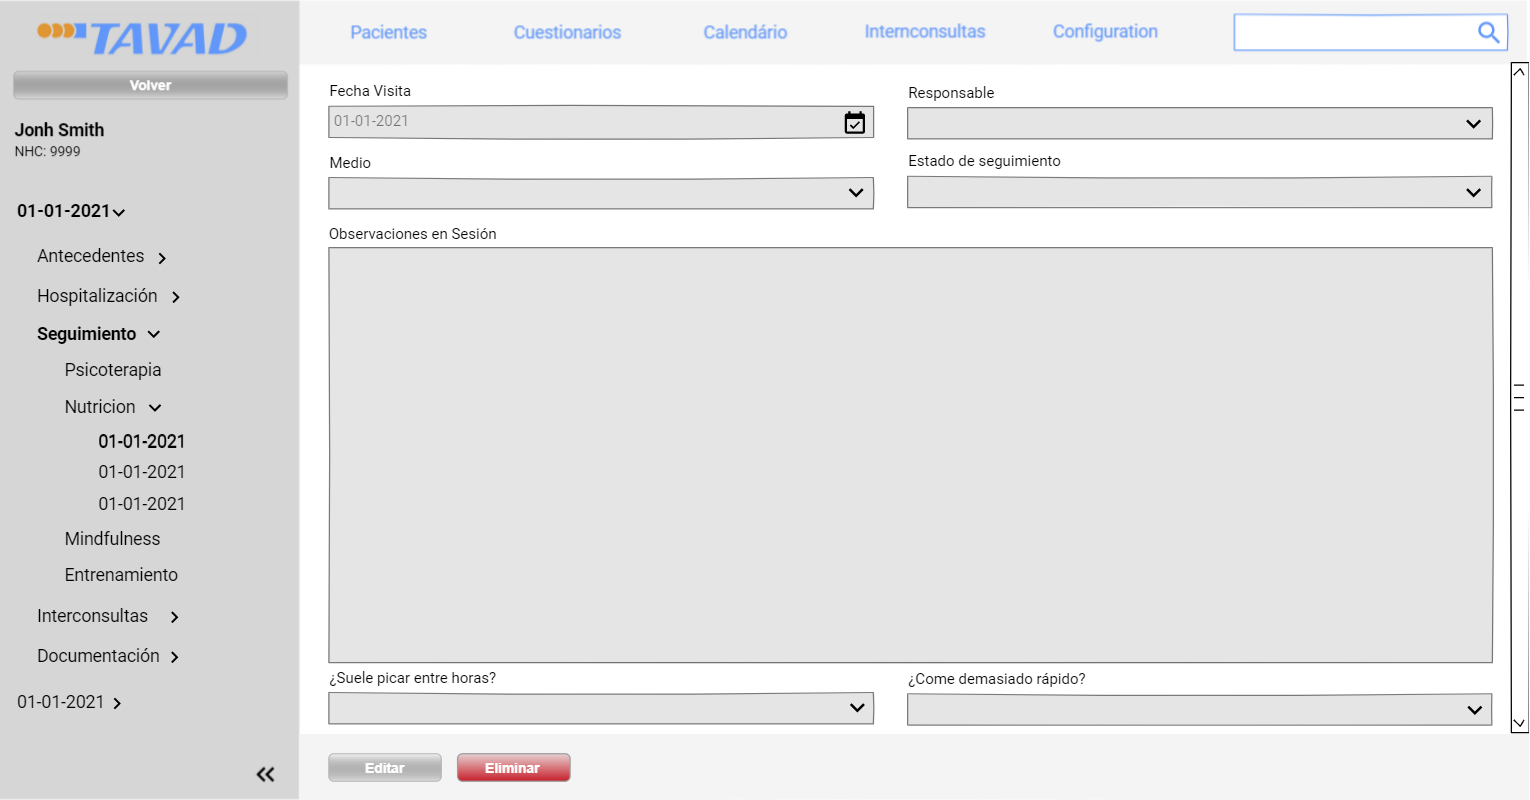 TAVAD
Pacientes
Cuestionarios
Calendário
Internconsultas
Configuration
Volver
Jonh Smith
NHC: 9999
01-01-2021
Antecedentes
Hospitalización
Seguimiento
Psicoterapia
Nutricion
01-01-2021
01-01-2021
01-01-2021
Mindfulness
Entrenamiento
Interconsultas
Documentación
01-01-2021
Fecha Visita
01-01-2021
Responsable
Medio
Estado de seguimiento
Observaciones en Sesión
¿Suele picar entre horas?
¿Come demasiado rápido?
Editar
Eliminar